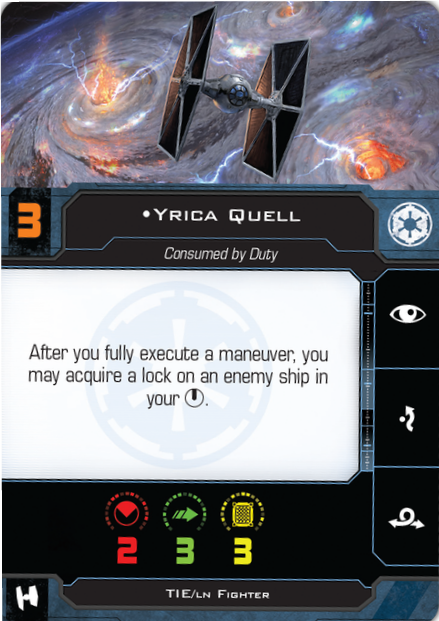 3
•Yrica Quell
Consumed by Duty
After you fully execute a maneuver, you
may acquire a lock on an enemy ship in
your .
2 3 3
TIE/ln Fighter